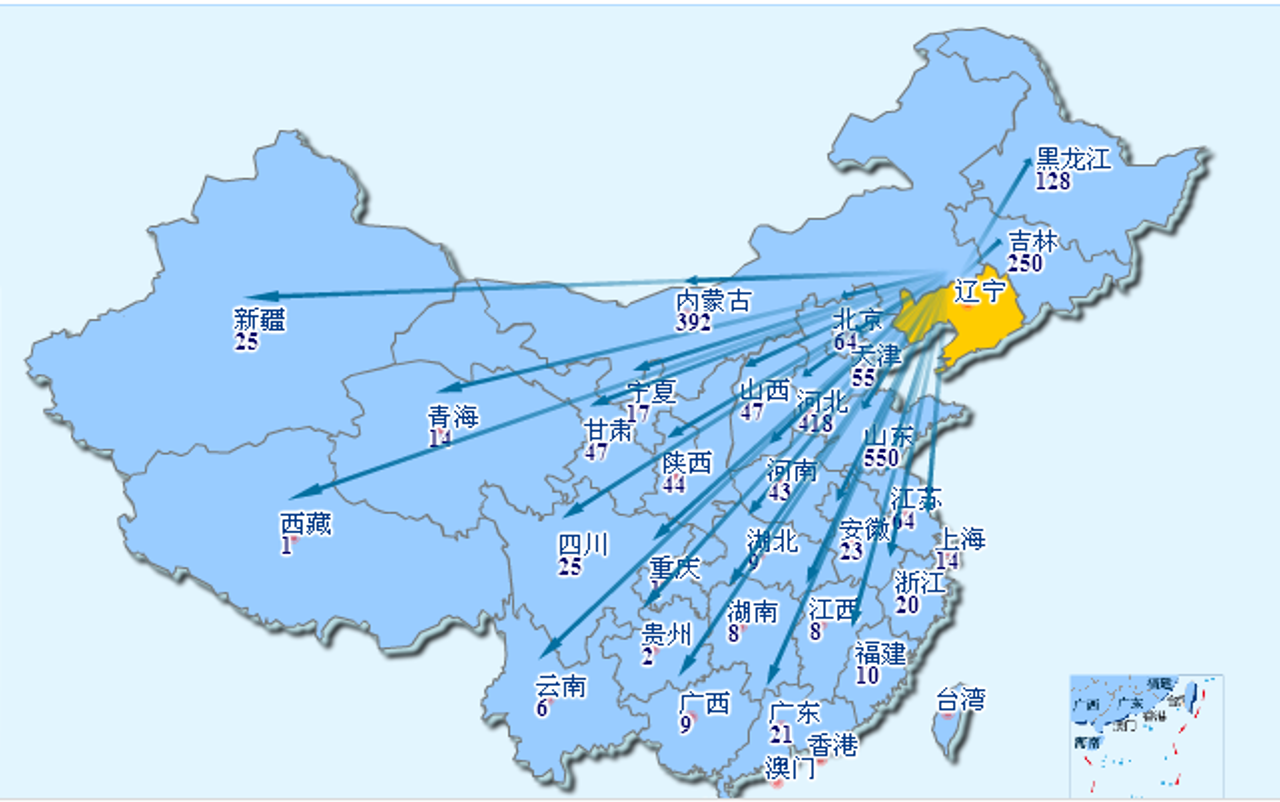 黑龙江
128
吉林
250
辽宁
内蒙古
392
新疆
25
北京
64
天津
55
宁夏
17
山西
47
河北
418
青海
14
甘肃
47
山东
550
陕西
44
河南
43
江苏
64
西藏
1
四川
25
湖北
9
安徽
23
上海
14
重庆
浙江
20
湖南
8
江西
8
贵州
2
福建
10
云南
6
广西
9
广东
21
台湾
香港
澳门
福建
广西
广东
香港
澳门
海南